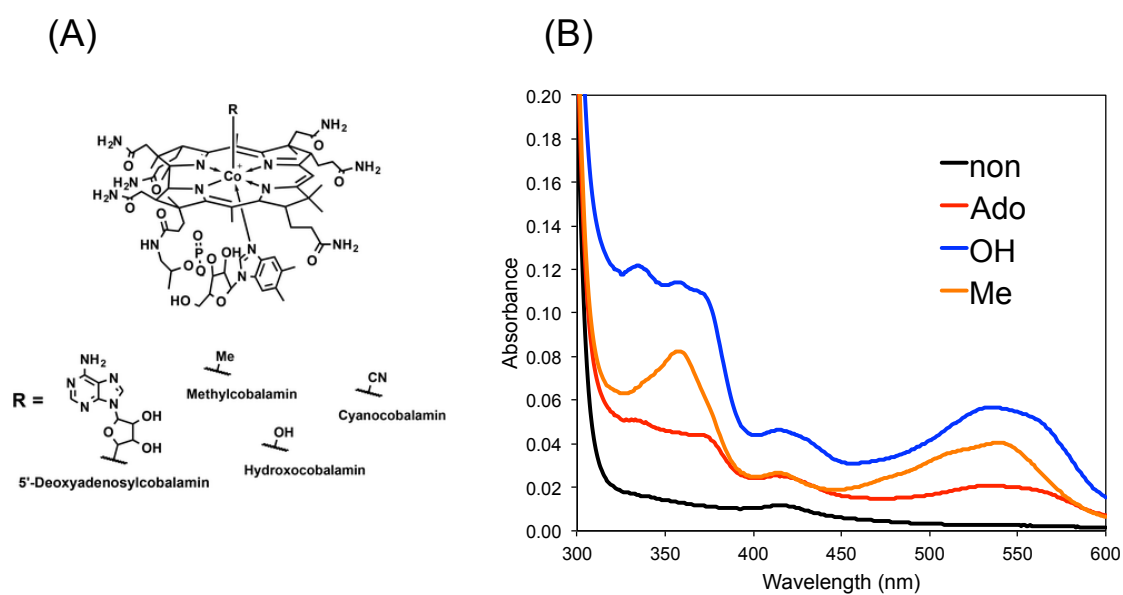 (A)
(B)
R
H₂N
O
NH₂
H₂N
O
N
N
Co
+
NH₂
O
H₂N
O
N
N
O
HN
O
P
O
O
OH
N
NH₂
O
HO
O
N
R =
NH₂
N
N
N
N
O
OH
OH
5'-Deoxyadenosylcobalamin
Me
Methylcobalamin
OH
Hydroxocobalamin
CN
Cyanocobalamin
Absorbance
0.20
0.18
0.16
0.14
0.12
0.10
0.08
0.06
0.04
0.02
0.00
300
350
400
450
500
550
600
Wavelength (nm)
non
Ado
OH
Me